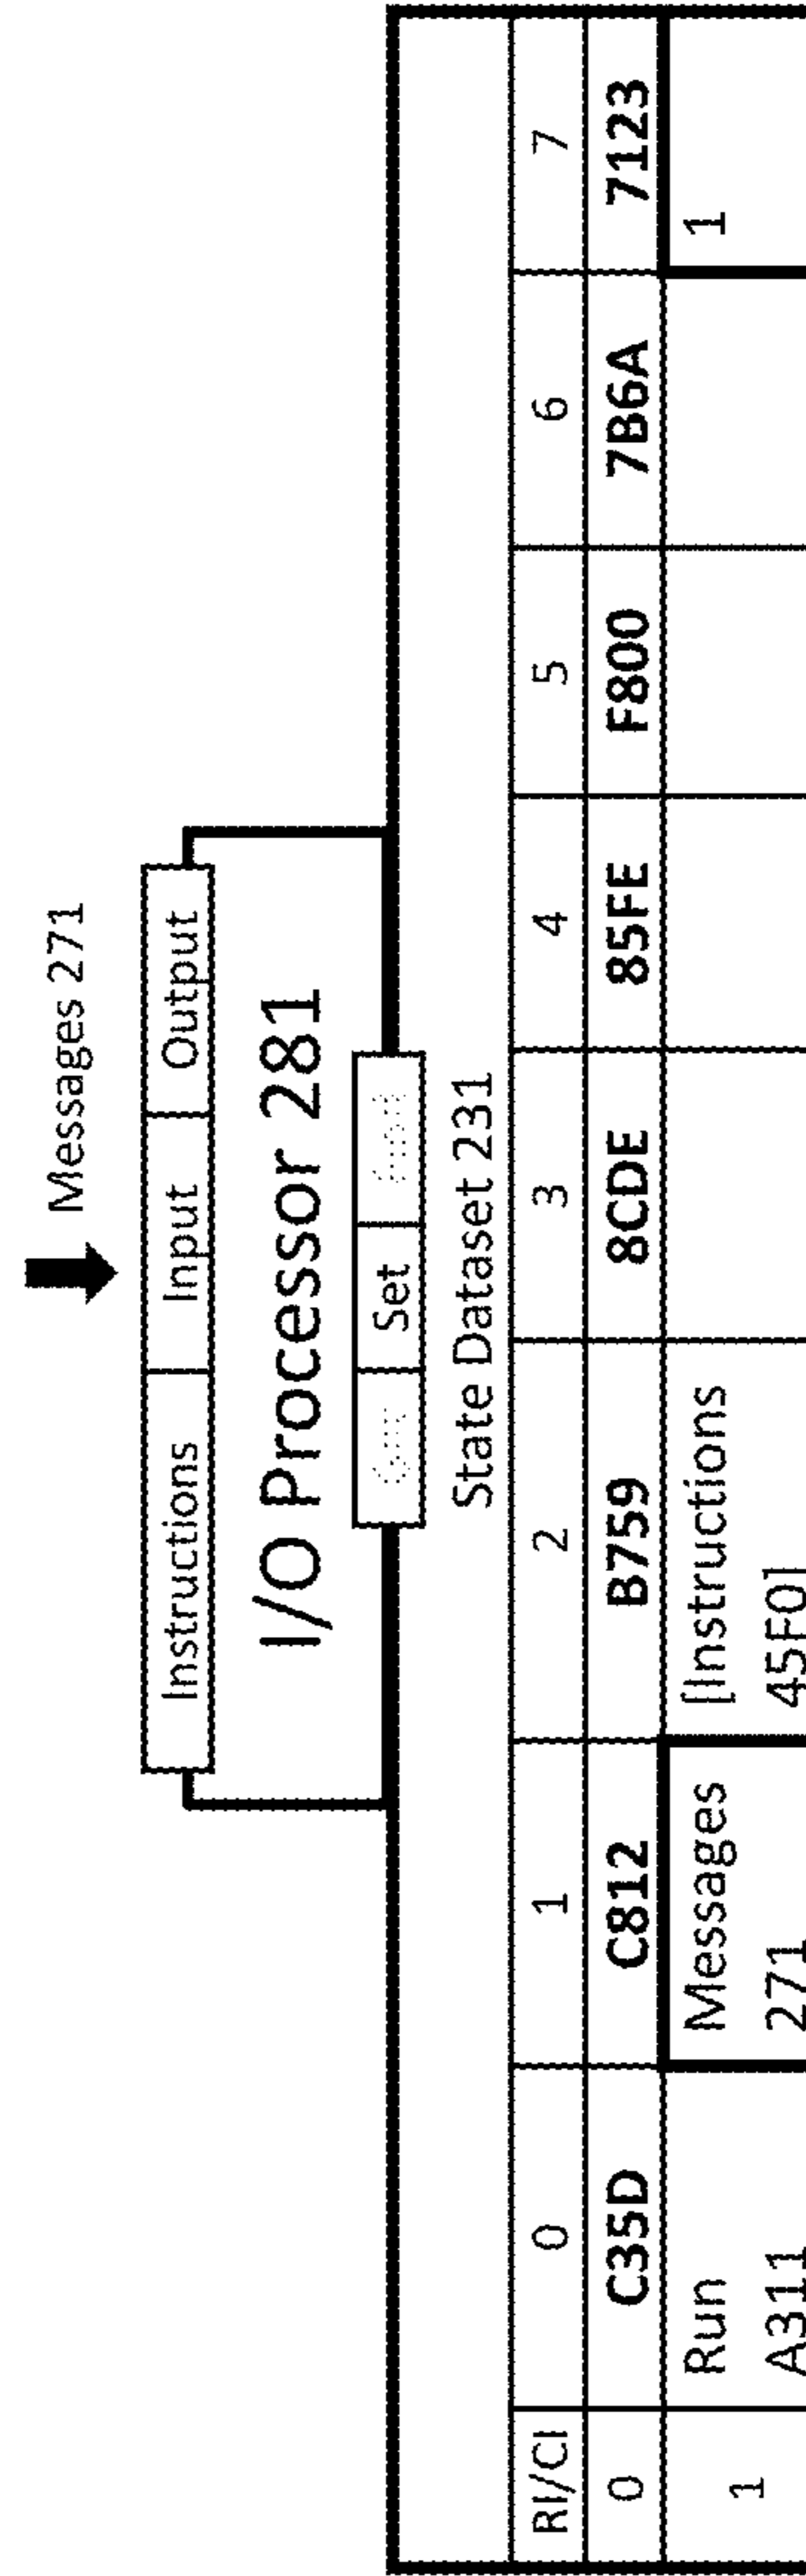 Messages 271
Instructions Input Output
I/O Processor 281
Set
State Dataset 231
RI/CI 0 1 2 3 4 5 6 7
0 C35D C812 B759 8CDE 85FE F800 7B6A 7123
1 Run Messages [Instructions 1
A311 271 45F0]